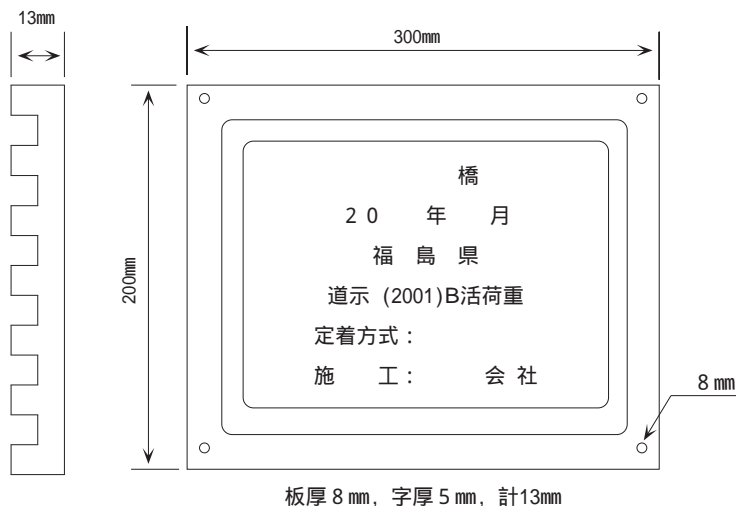 13mm
300mm
200mm
橋
20 年 月
福 島 県
道示 (2001)B活荷重
定着方式:
施 工: 会 社
8mm
板厚8mm, 字厚5mm, 計13mm